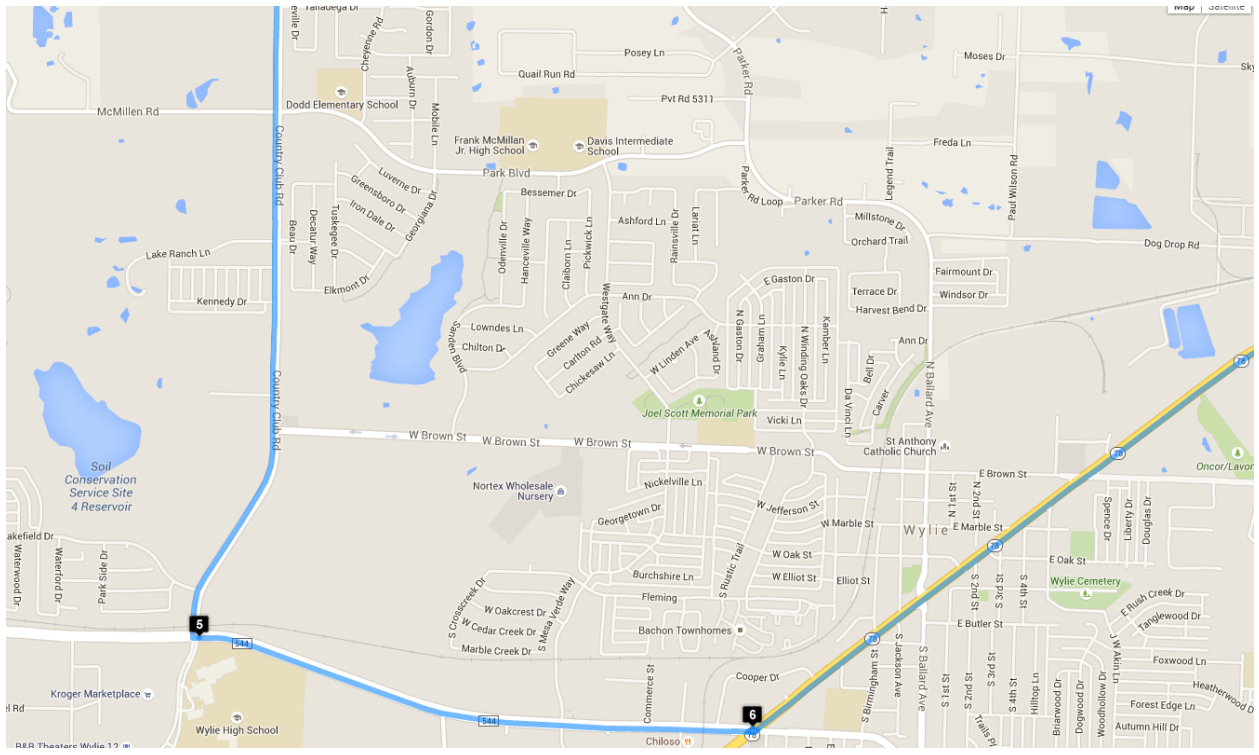 Map
Satellite
Talladega Dr
Gordon Dr
Cheyenne Rd
Posey Ln
Moses Dr
Auburn Dr
Quail Run Rd
Parker Rd
Dodd Elementary School
Pvt Rd 5311
McMillen Rd
Mobile Ln
Country Club Rd
Frank McMillan
Jr. High School
Davis Intermediate
School
Freda Ln
Park Blvd
Luverne Dr
Greensboro Dr
Bessemer Dr
Legend Trail
Paul Wilson Rd
Parker Rd Loop
Parker Rd
Beau Dr
Decatur Way
Tuskegee Dr
Iron Dale Dr
Georgiana Dr
Odenville Dr
Hanceville Way
Claiborn Ln
Pickwick Ln
Ashford Ln
Rainsville Dr
Lariat Ln
Millstone Dr
Orchard Trail
Dog Drop Rd
Lake Ranch Ln
Kennedy Dr
Elkmont Dr
Westgate Way
Ann Dr
E Gaston Dr
Fairmount Dr
Windsor Dr
Terrace Dr
Harvest Bend Dr
Sanden Blvd
Lowndes Ln
Chilton Dr
Greene Way
Carlton Rd
Chickesaw Ln
W Linden Ave
Ashland Dr
N Gaston Dr
Graham Ln
Kylie Ln
N Winding Oaks Dr
Kamber Ln
Ann Dr
Bell Dr
Carver
Da Vinci Ln
N Ballard Ave
78
Country Club Rd
Joel Scott Memorial Park
Vicki Ln
W Brown St
W Brown St
W Brown St
W Brown St
St Anthony
Catholic Church
78
Oncor/Lavon
E Brown St
Soil
Conservation
Service Site
4 Reservoir
Nortex Wholesale
Nursery
Nickelville Ln
Georgetown Dr
W Jefferson St
N 1st St
N 2nd St
Spence Dr
Liberty Dr
Douglas Dr
W Marble St
Wylie
E Marble St
78
Waterwood Dr
Waterford Dr
Park Side Dr
W Oak St
E Oak St
S Rustic Trail
W Elliot St
Elliot St
S 2nd St
S 3rd St
S 4th St
Wylie Cemetery
Burchshire Ln
Fleming
S Crosscreek Dr
W Oakcrest Dr
W Cedar Creek Dr
Marble Creek Dr
S Mesa Verde Way
Bachon Townhomes
E Butler St
E Rush Creek Dr
Tanglewood Dr
5
544
78
J W Akin Ln
Foxwood Ln
Heatherwood Dr
Kroger Marketplace
Wylie High School
Commerce St
Cooper Dr
S Birmingham St
S Jackson Ave
S Ballard Ave
S 1st St
S 2nd St
S 3rd St
S 4th St
Hilltop Ln
Briarwood Dr
Dogwood Dr
Woodhollow Dr
Forest Edge Ln
Autumn Hill Dr
544
6
78
Chiloso
B&B Theaters Wylie 12